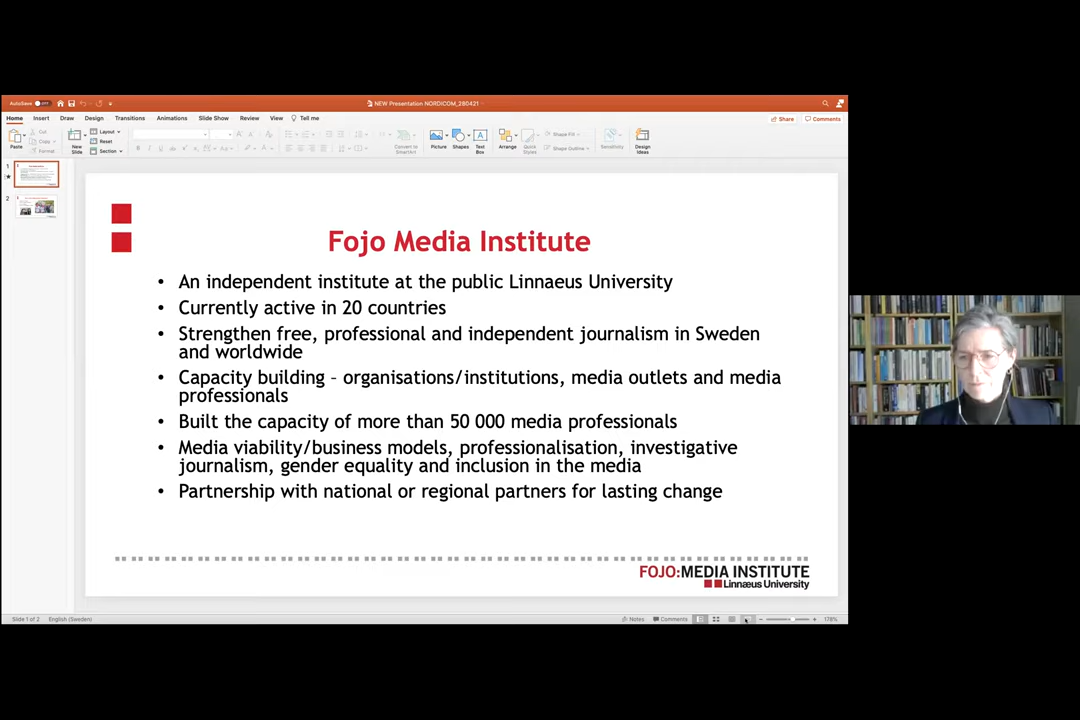 AutoSave OFF
NEW Presentation NORDICOM_280421
Home Insert Draw Design Transitions Animations Slide Show Review View Tell me
Share Comments
Paste
Cut
Copy
Format
New Slide
Layout
Reset
Section
Convert to SmartArt
Picture
Shapes
Text Box
Arrange
Quick Styles
Shape Fill
Shape Outline
Sensitivity
Design Ideas
1
2
Fojo Media Institute
• An independent institute at the public Linnaeus University
• Currently active in 20 countries
• Strengthen free, professional and independent journalism in Sweden
and worldwide
• Capacity building – organisations/institutions, media outlets and media
professionals
• Built the capacity of more than 50 000 media professionals
• Media viability/business models, professionalisation, investigative
journalism, gender equality and inclusion in the media
• Partnership with national or regional partners for lasting change
FOJO:MEDIA INSTITUTE
Linnæus University
Slide 1 of 2 English (Sweden)
Notes Comments 178%